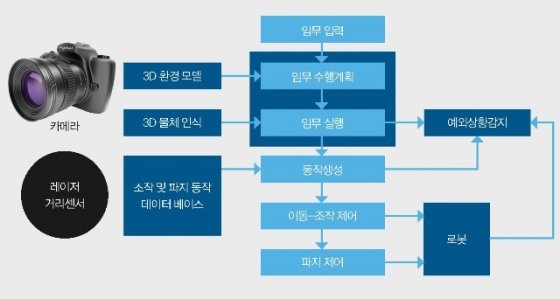 임무 입력
3D 환경 모델
임무 수행계획
카메라
3D 물체 인식
임무 실행
예외상황감지
레이저
거리센서
조작 및 파지 동작
데이터 베이스
동작생성
이동-조작 제어
로봇
파지 제어